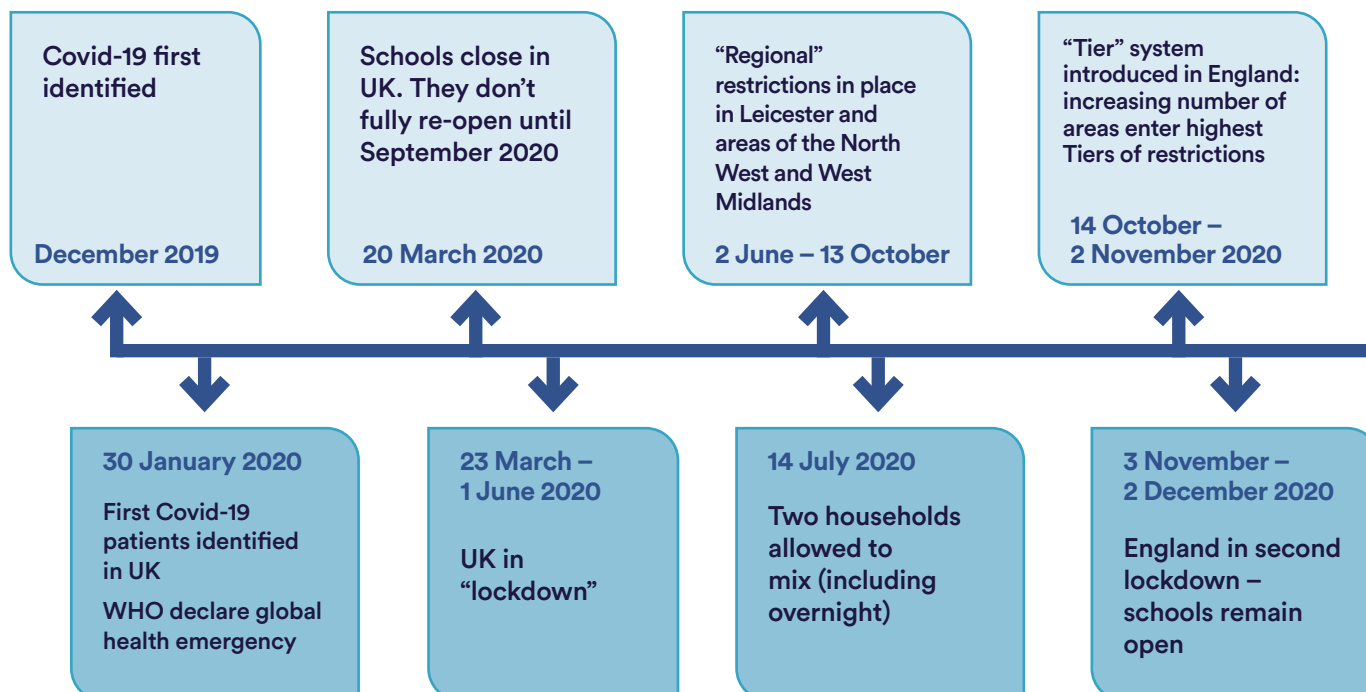 Covid-19 first
identified
December 2019
30 January 2020
First Covid-19
patients identified
in UK
WHO declare global
health emergency
Schools close in
UK. They don’t
fully re-open until
September 2020
20 March 2020
23 March –
1 June 2020
UK in
“lockdown”
“Regional”
restrictions in place
in Leicester and
areas of the North
West and West
Midlands
2 June – 13 October
14 July 2020
Two households
allowed to
mix (including
overnight)
“Tier” system
introduced in England:
increasing number of
areas enter highest
Tiers of restrictions
14 October –
2 November 2020
3 November –
2 December 2020
England in second
lockdown –
schools remain
open